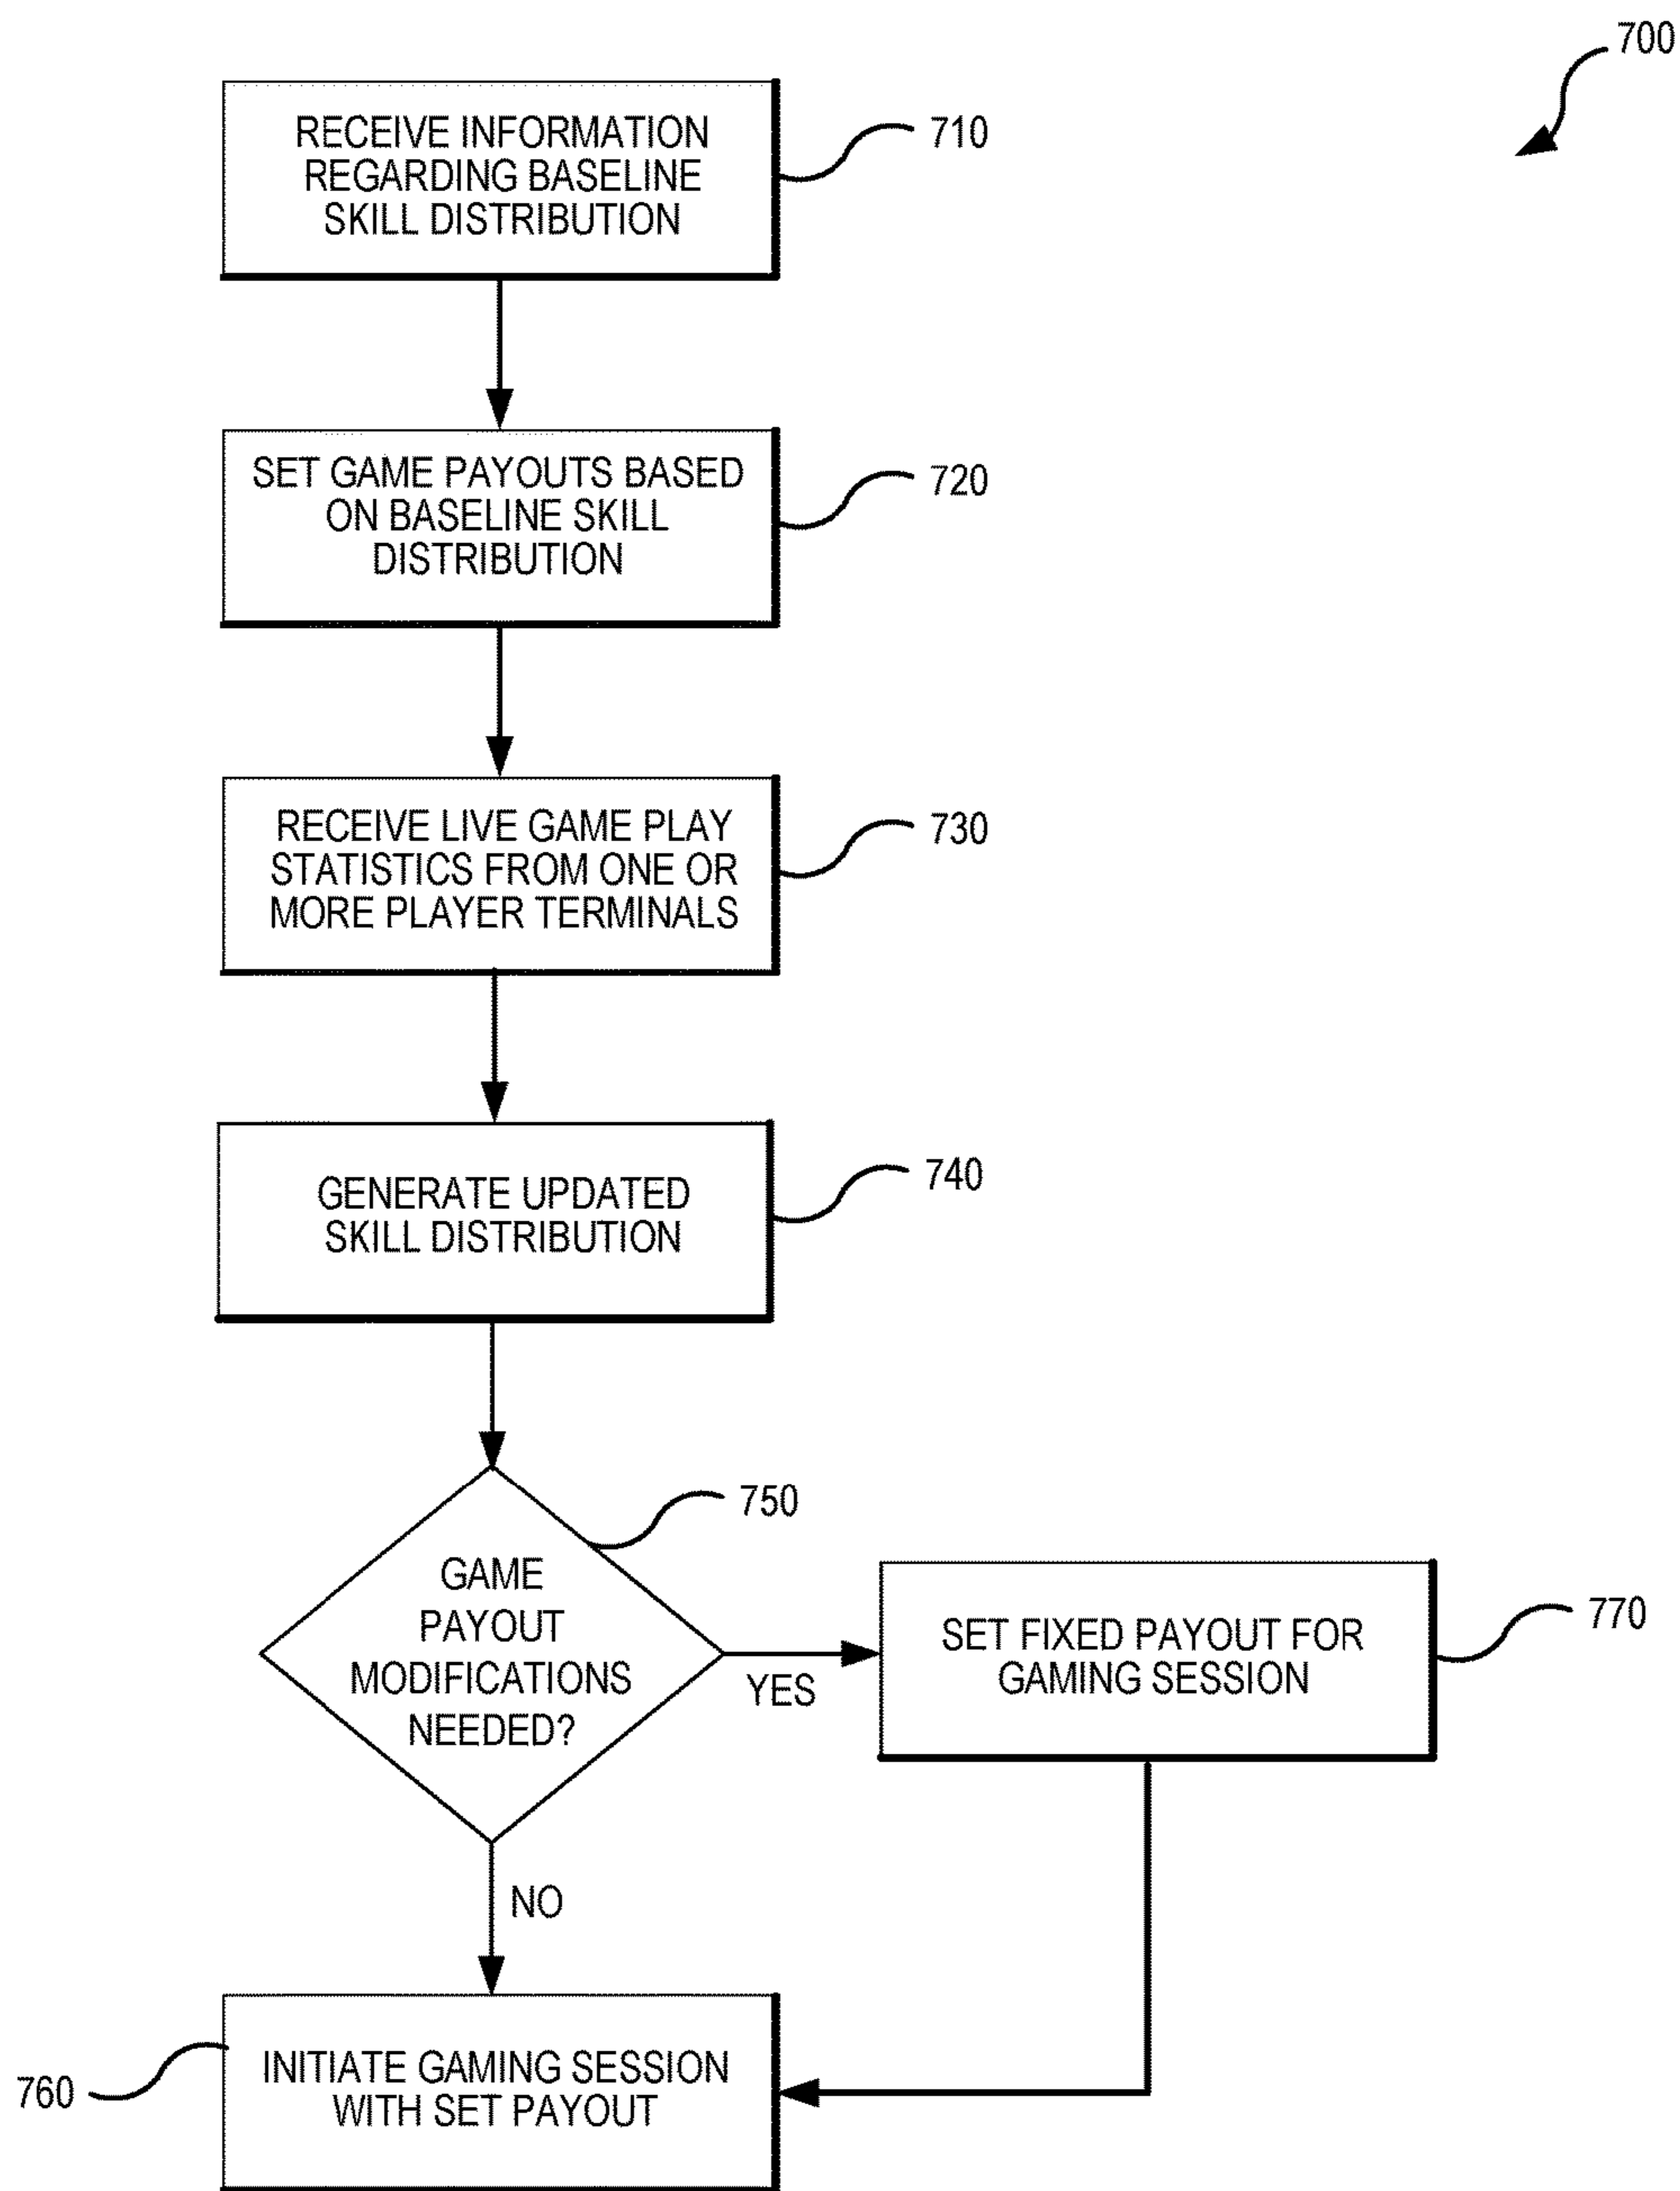 700
RECEIVE INFORMATION
REGARDING BASELINE
SKILL DISTRIBUTION
710
SET GAME PAYOUTS BASED
ON BASELINE SKILL
DISTRIBUTION
720
RECEIVE LIVE GAME PLAY
STATISTICS FROM ONE OR
MORE PLAYER TERMINALS
730
GENERATE UPDATED
SKILL DISTRIBUTION
740
GAME
PAYOUT
MODIFICATIONS
NEEDED?
750
YES
SET FIXED PAYOUT FOR
GAMING SESSION
770
NO
INITIATE GAMING SESSION
WITH SET PAYOUT
760